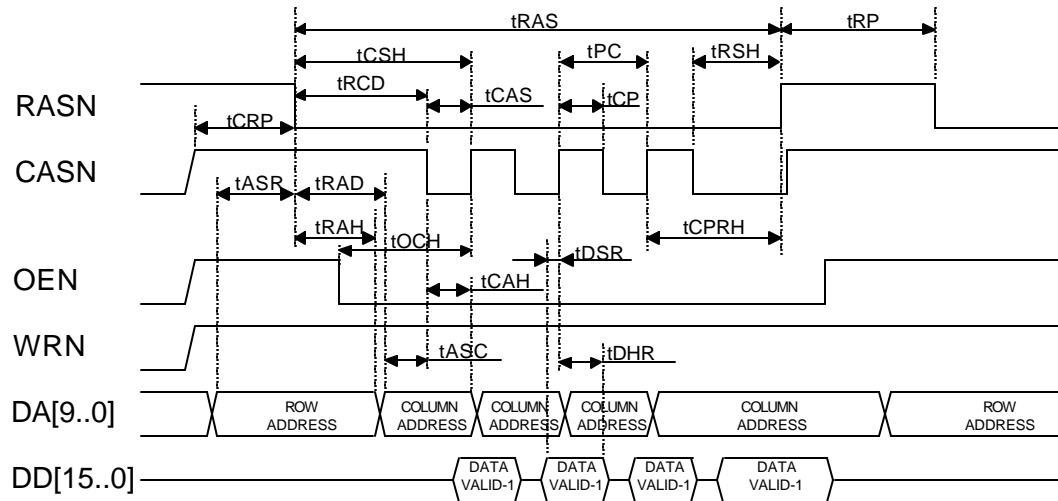 tRAS tRP
tCSH tPC tRSH
tRCD tCAS tCP
RASN
tCRP
CASN
tASR tRAD
tRAH tOCH tCPRH
tDSR
OEN tCAH
WRN
tASC tDHR
DA[9..0]
ROW ADDRESS
COLUMN ADDRESS
COLUMN ADDRESS
COLUMN ADDRESS
COLUMN ADDRESS
ROW ADDRESS
DD[15..0]
DATA VALID-1
DATA VALID-1
DATA VALID-1
DATA VALID-1